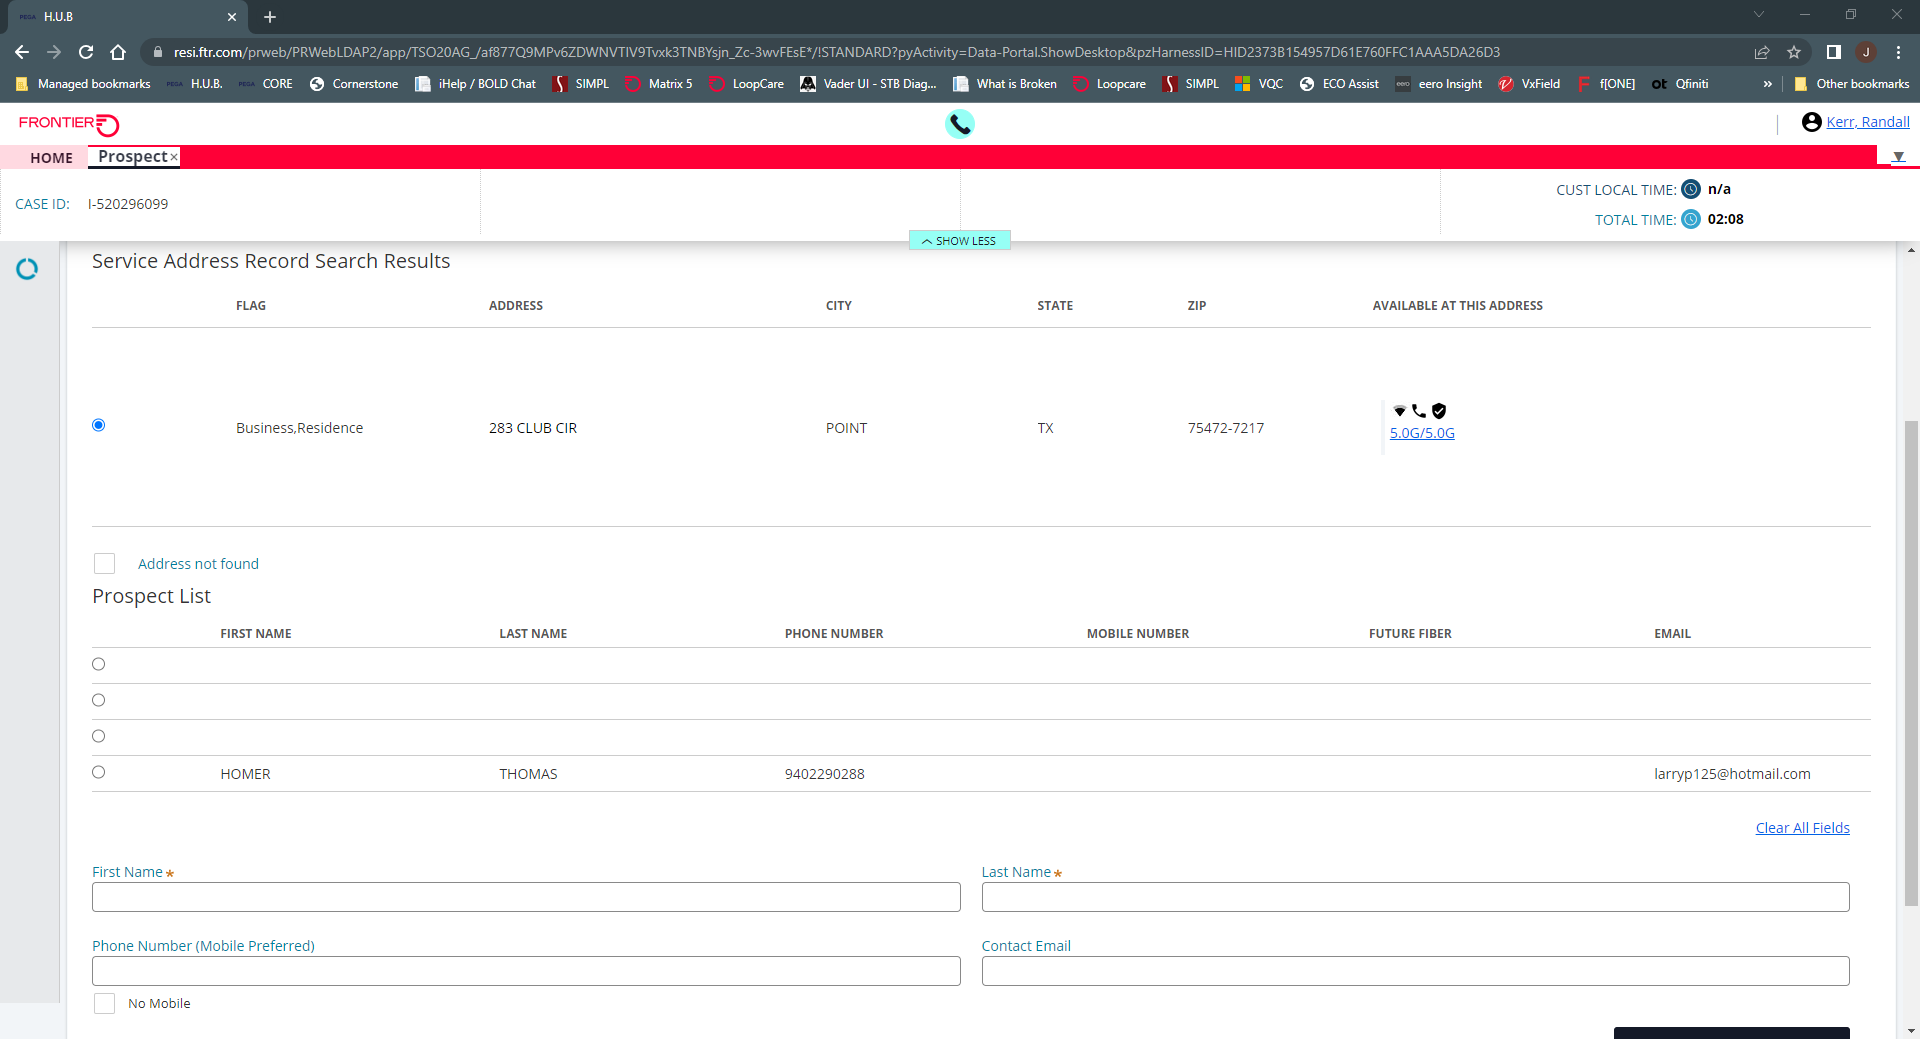 H.U.B
resi.ftr.com/prweb/PRWebLDAP2/app/TSO20AG_/af877Q9MPv6ZDWNVTIV9Tvxk3TNBYsjn_Zc-3wvFEsE*/!STANDARD?pyActivity=Data-Portal.ShowDesktop&pzHarnessID=HID2373B154957D61E760FFC1AAA5DA26D3
J
Managed bookmarks PEGA H.U.B. PEGA CORE Cornerstone iHelp / BOLD Chat SIMPL Matrix 5 LoopCare Vader UI - STB Diag... What is Broken Loopcare SIMPL VQC ECO Assist eero eero Insight VxField f[ONE] ot Qfiniti » Other bookmarks
FRONTIER
Kerr, Randall
HOME Prospect×
CASE ID: I-520296099
CUST LOCAL TIME: n/a
TOTAL TIME: 02:08
SHOW LESS
Service Address Record Search Results
FLAG ADDRESS CITY STATE ZIP AVAILABLE AT THIS ADDRESS
Business,Residence 283 CLUB CIR POINT TX 75472-7217 5.0G/5.0G
Address not found
Prospect List
FIRST NAME LAST NAME PHONE NUMBER MOBILE NUMBER FUTURE FIBER EMAIL
HOMER THOMAS 9402290288 larryp125@hotmail.com
Clear All Fields
First Name * Last Name *
Phone Number (Mobile Preferred) Contact Email
No Mobile